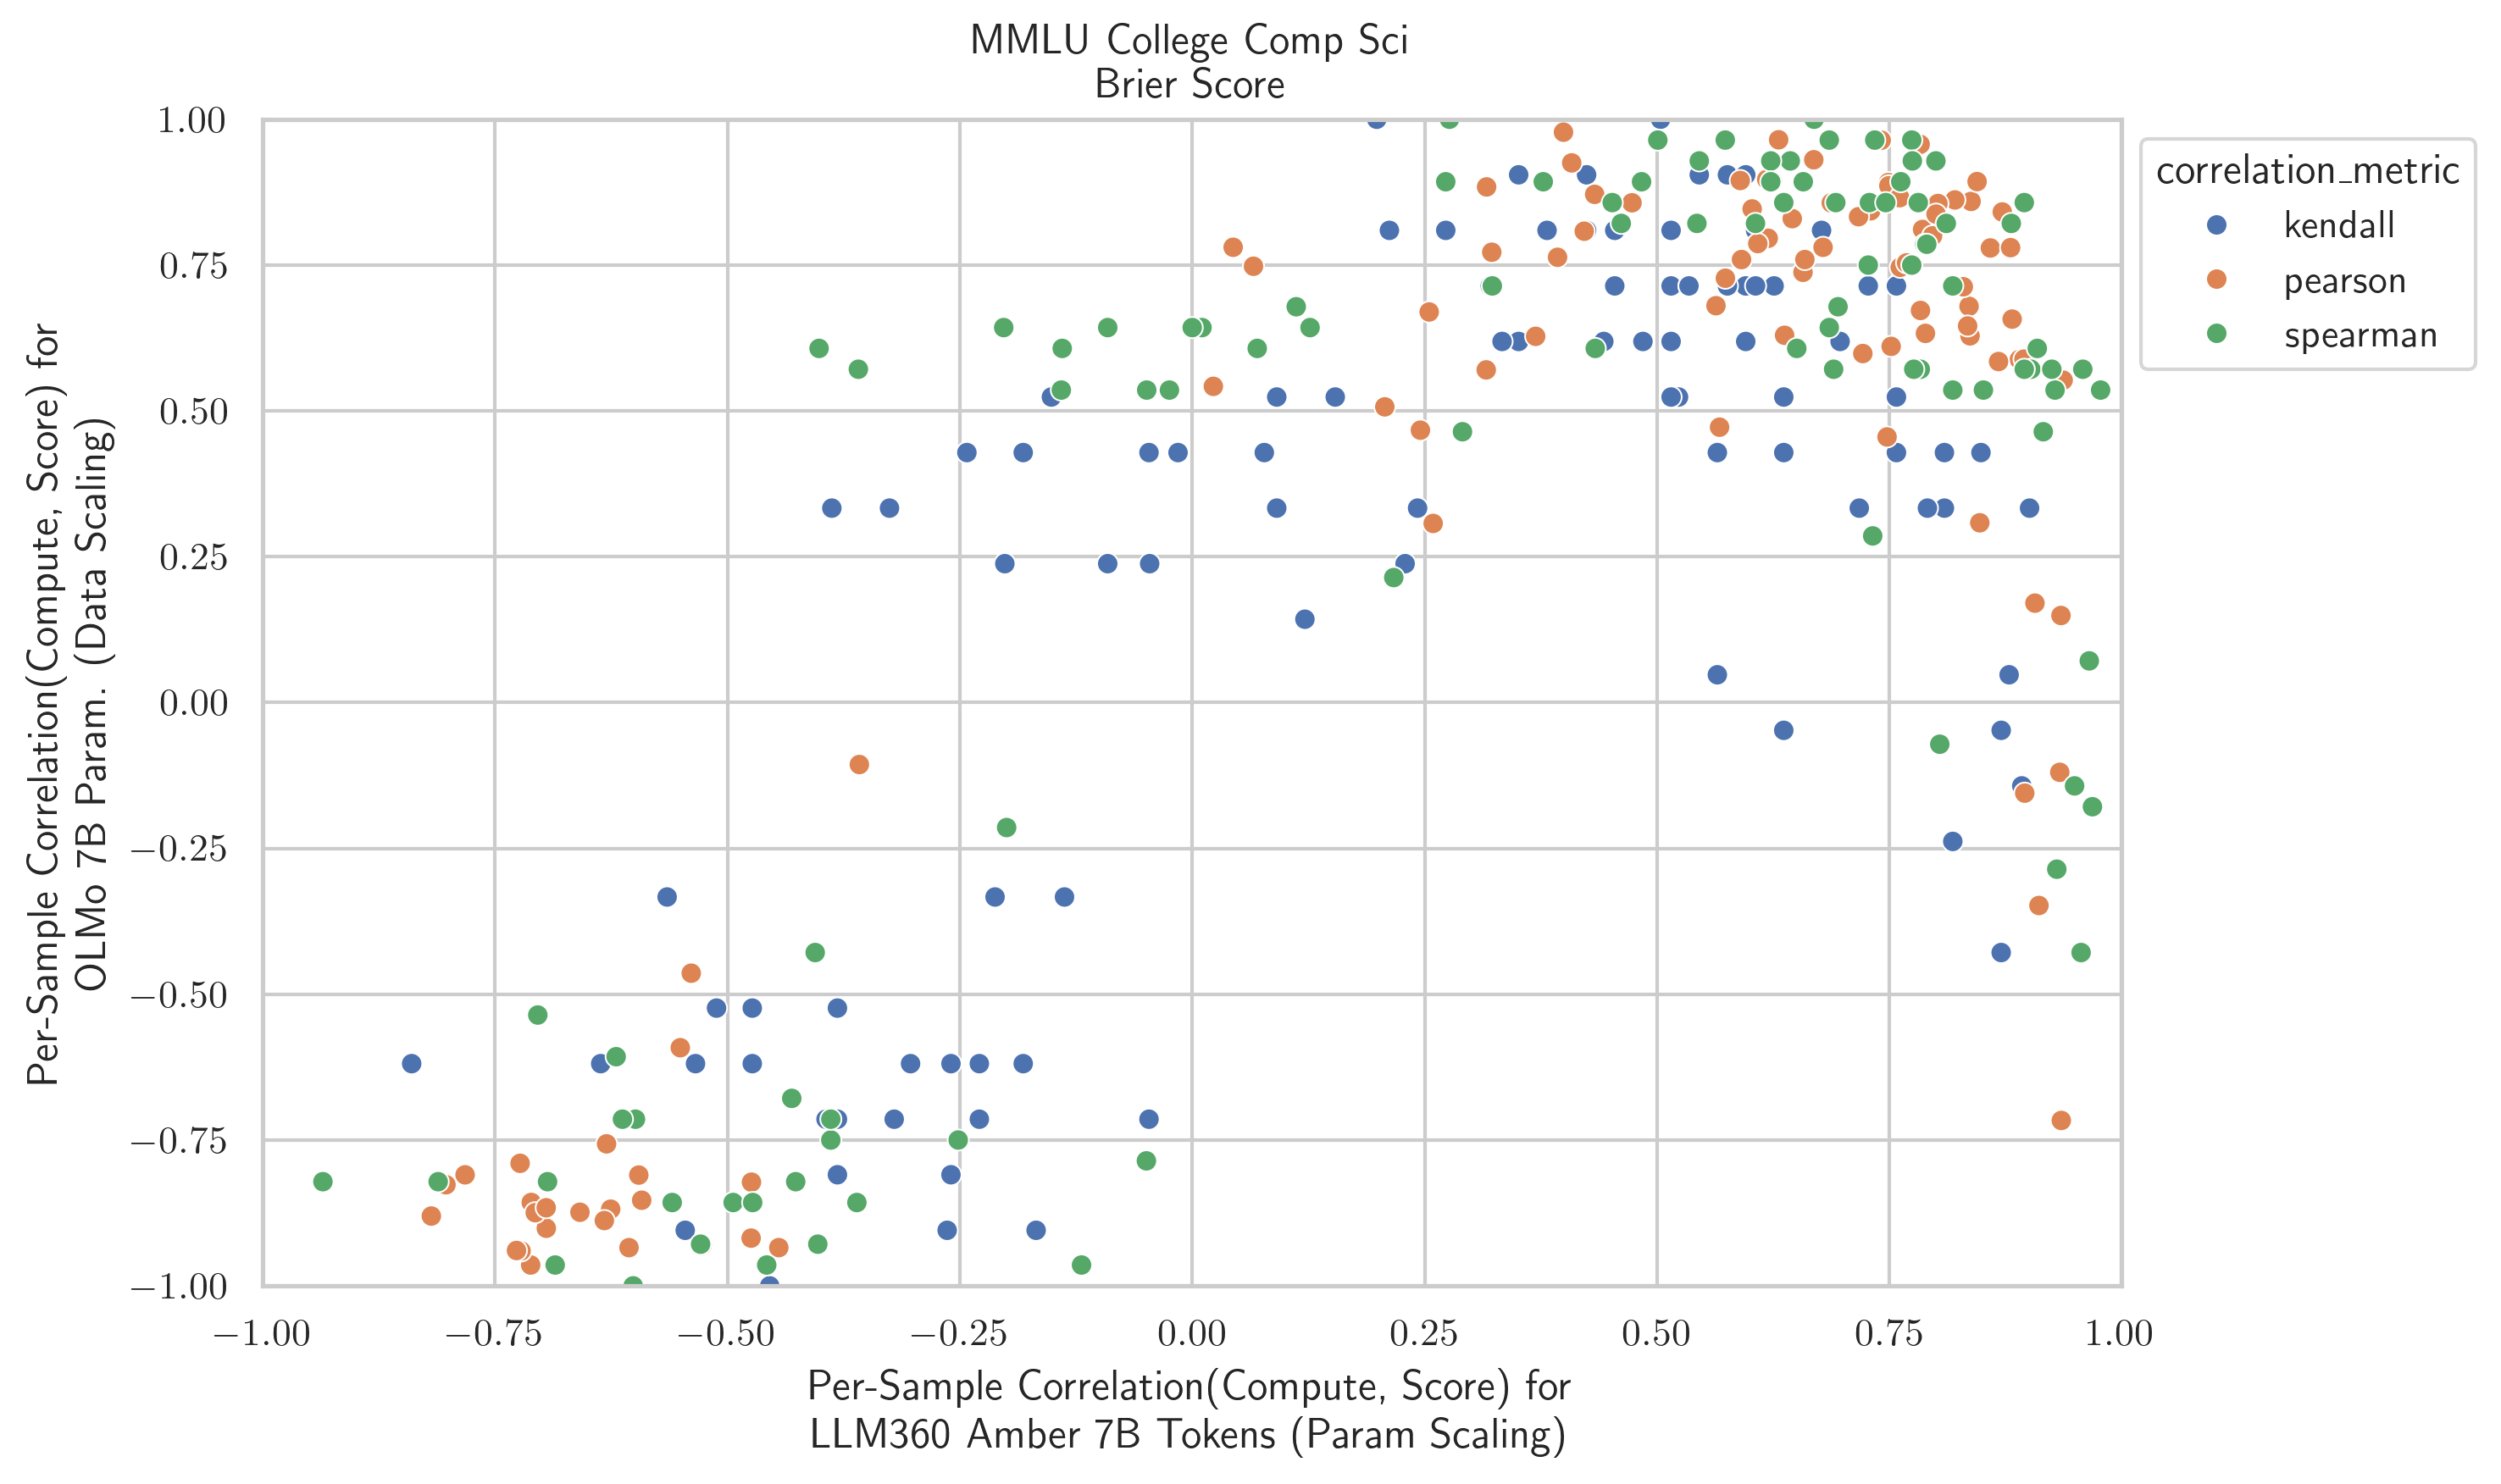 MMLU College Comp Sci
Brier Score
Per-Sample Correlation(Compute, Score) for
OLMo 7B Param. (Data Scaling)
1.00
0.75
0.50
0.25
0.00
−0.25
−0.50
−0.75
−1.00
correlation_metric
kendall
pearson
spearman
−1.00 −0.75 −0.50 −0.25 0.00 0.25 0.50 0.75 1.00
Per-Sample Correlation(Compute, Score) for
LLM360 Amber 7B Tokens (Param Scaling)